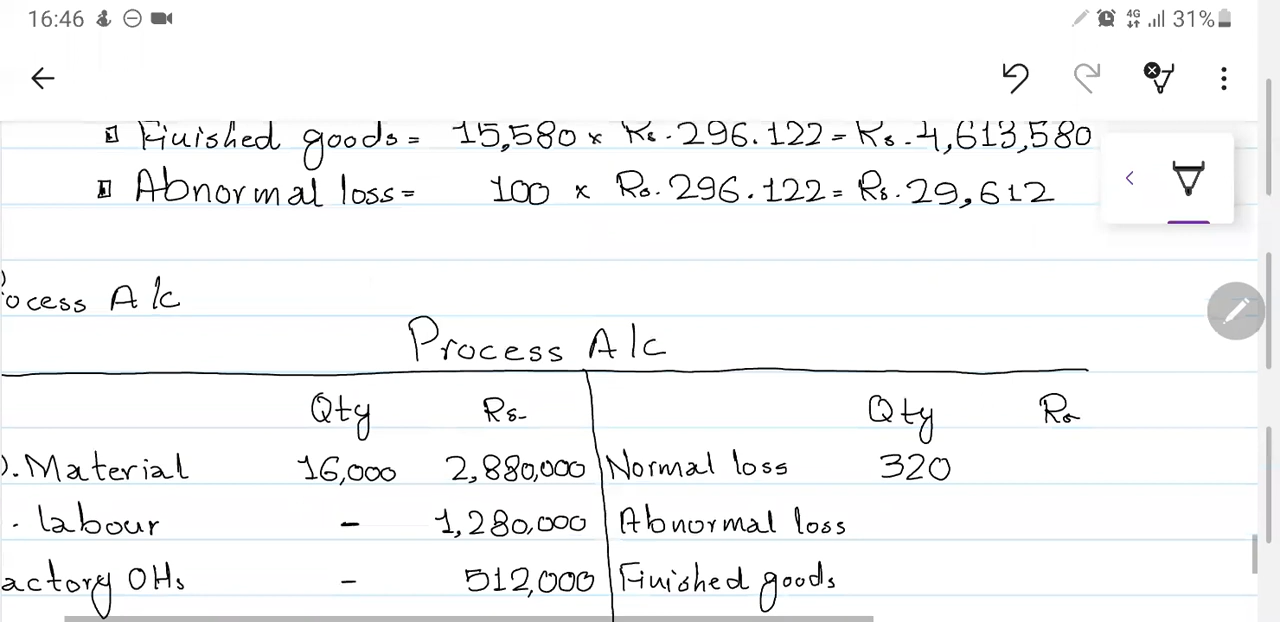 16:46 4G 31%
Finished goods = 15,580 × Rs. 296.122 = Rs. 4,613,580
Abnormal loss = 100 × Rs. 296.122 = Rs. 29,612
ocess A/c
Process A/c
Qty Rs. Qty Rs
). Material 16,000 2,880,000 Normal loss 320
. labour - 1,280,000 Abnormal loss
actory OHs - 512,000 Finished goods